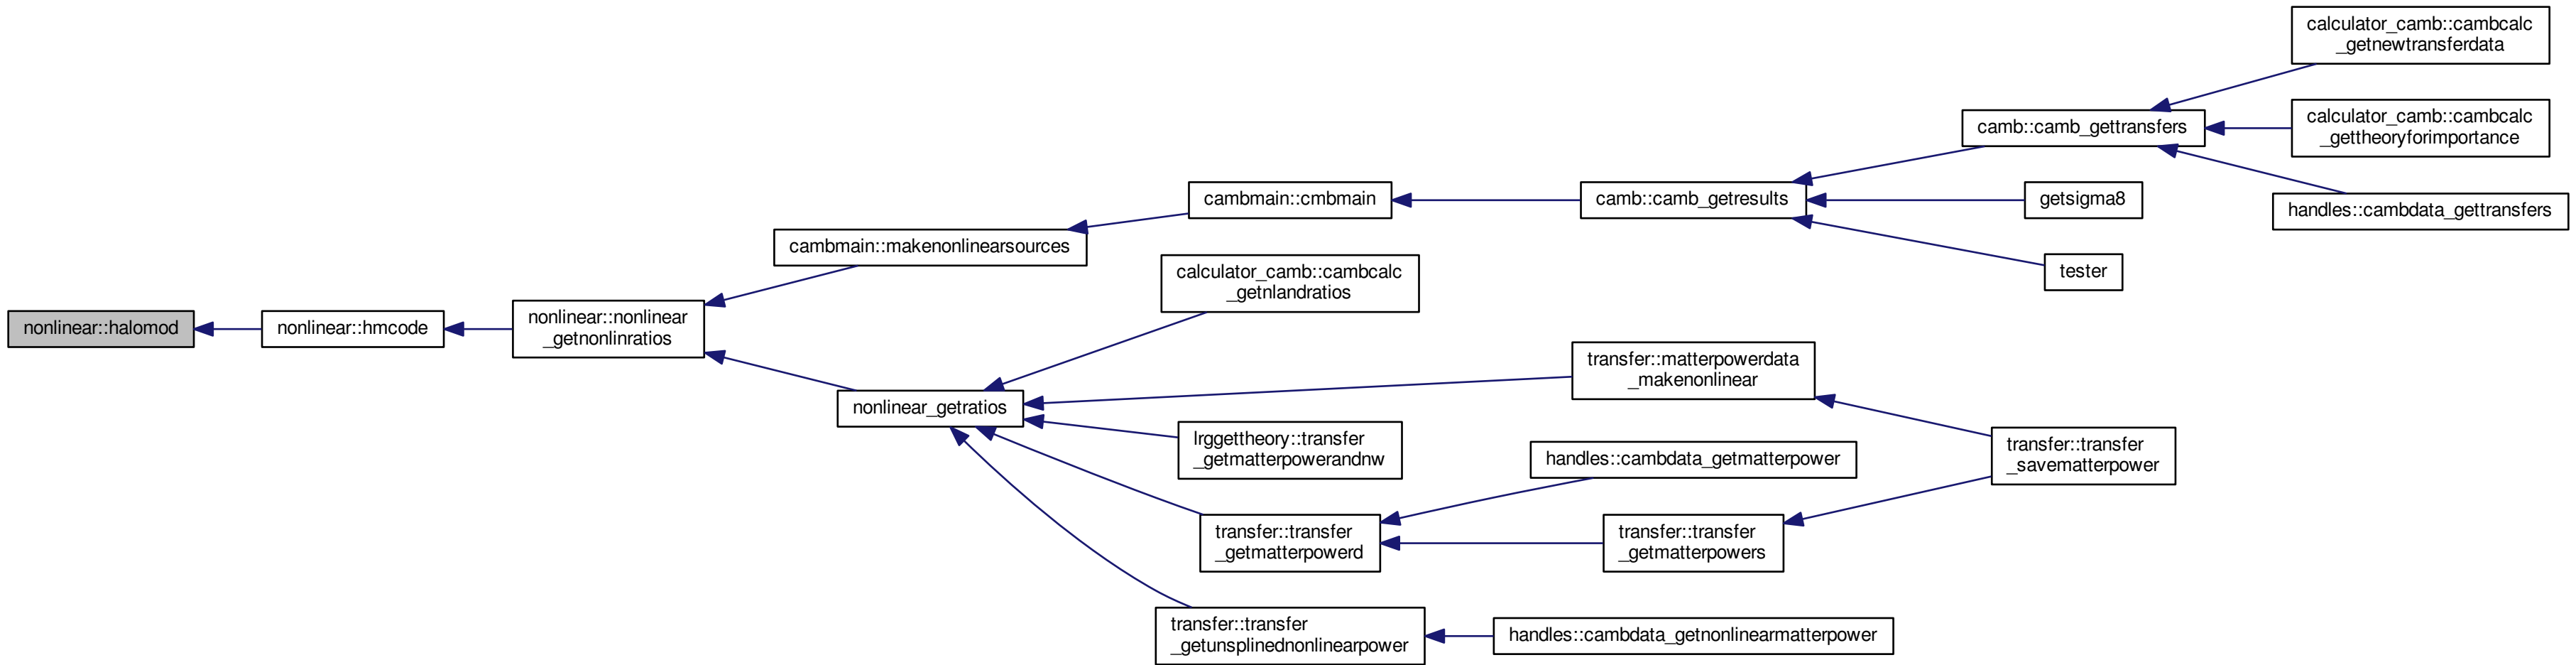 nonlinear::halomod
nonlinear::hmcode
nonlinear::nonlinear
_getnonlinratios
cambmain::makenonlinearsources
cambmain::cmbmain
camb::camb_getresults
camb::camb_gettransfers
calculator_camb::cambcalc
_getnewtransferdata
calculator_camb::cambcalc
_gettheoryforimportance
handles::cambdata_gettransfers
getsigma8
tester
nonlinear_getratios
calculator_camb::cambcalc
_getnlandratios
transfer::matterpowerdata
_makenonlinear
transfer::transfer
_savematterpower
lrggettheory::transfer
_getmatterpowerandnw
transfer::transfer
_getmatterpowerd
handles::cambdata_getmatterpower
transfer::transfer
_getmatterpowers
transfer::transfer
_getunsplinednonlinearpower
handles::cambdata_getnonlinearmatterpower